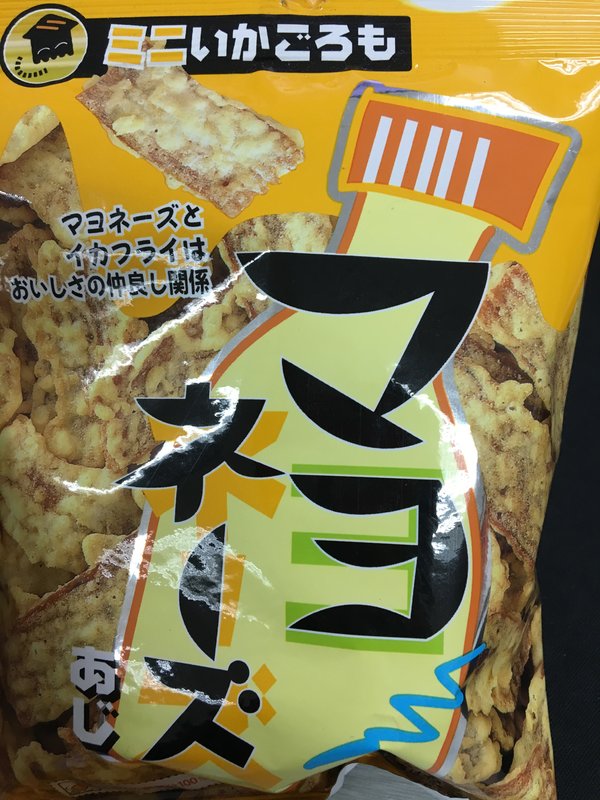 ミニいかごろも
マヨネーズと
イカフライは
おいしさの仲良し関係
マヨ
ネーズ
あじ
100